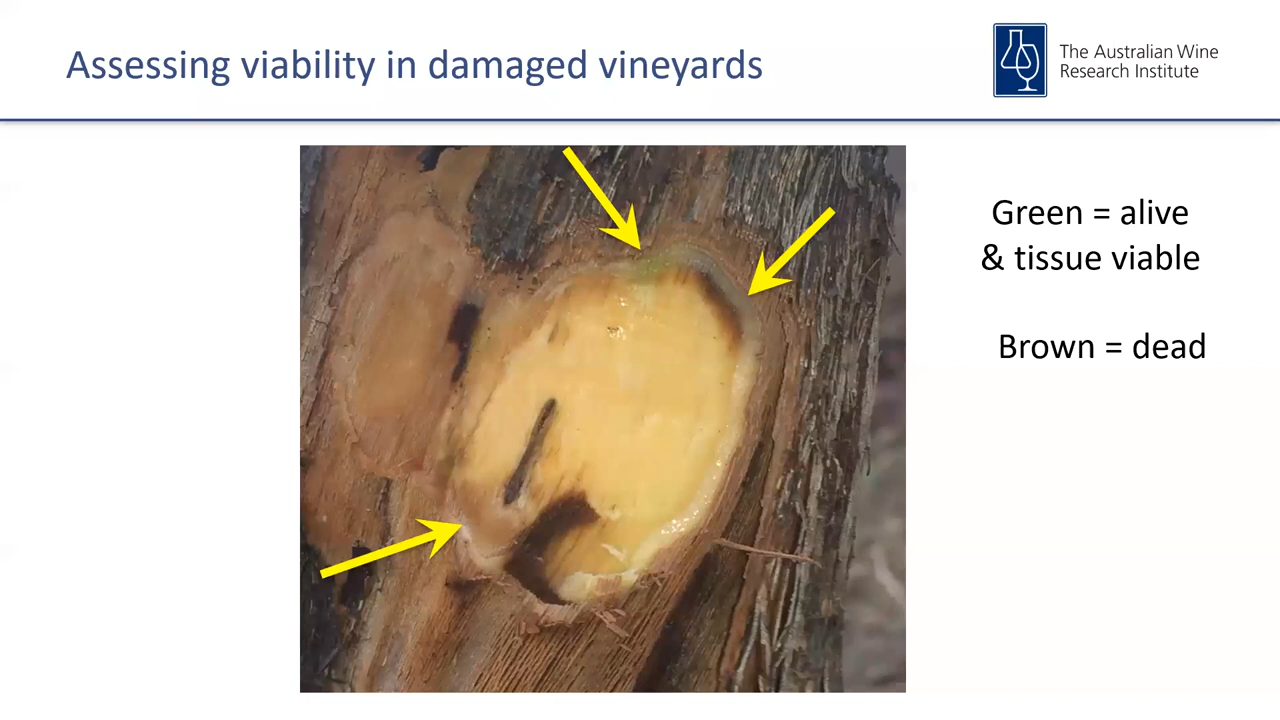 Assessing viability in damaged vineyards
The Australian Wine
Research Institute
Green = alive
& tissue viable
Brown = dead